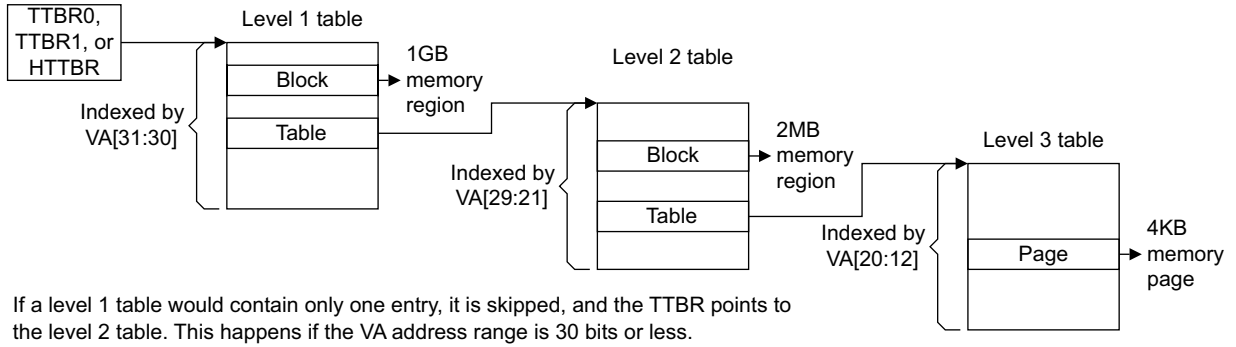 TTBR0,
TTBR1, or
HTTBR
Level 1 table
Indexed by
VA[31:30]
Block
Table
1GB
memory
region
Level 2 table
Indexed by
VA[29:21]
Block
Table
2MB
memory
region
Level 3 table
Indexed by
VA[20:12]
Page
4KB
memory
page
If a level 1 table would contain only one entry, it is skipped, and the TTBR points to
the level 2 table. This happens if the VA address range is 30 bits or less.